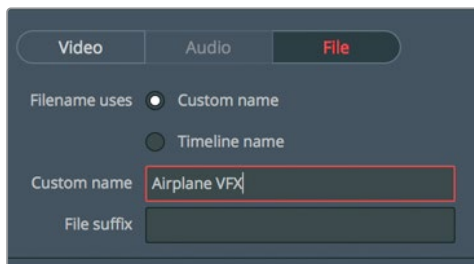 Video Audio File
Filename uses Custom name
Timeline name
Custom name Airplane VFX
File suffix